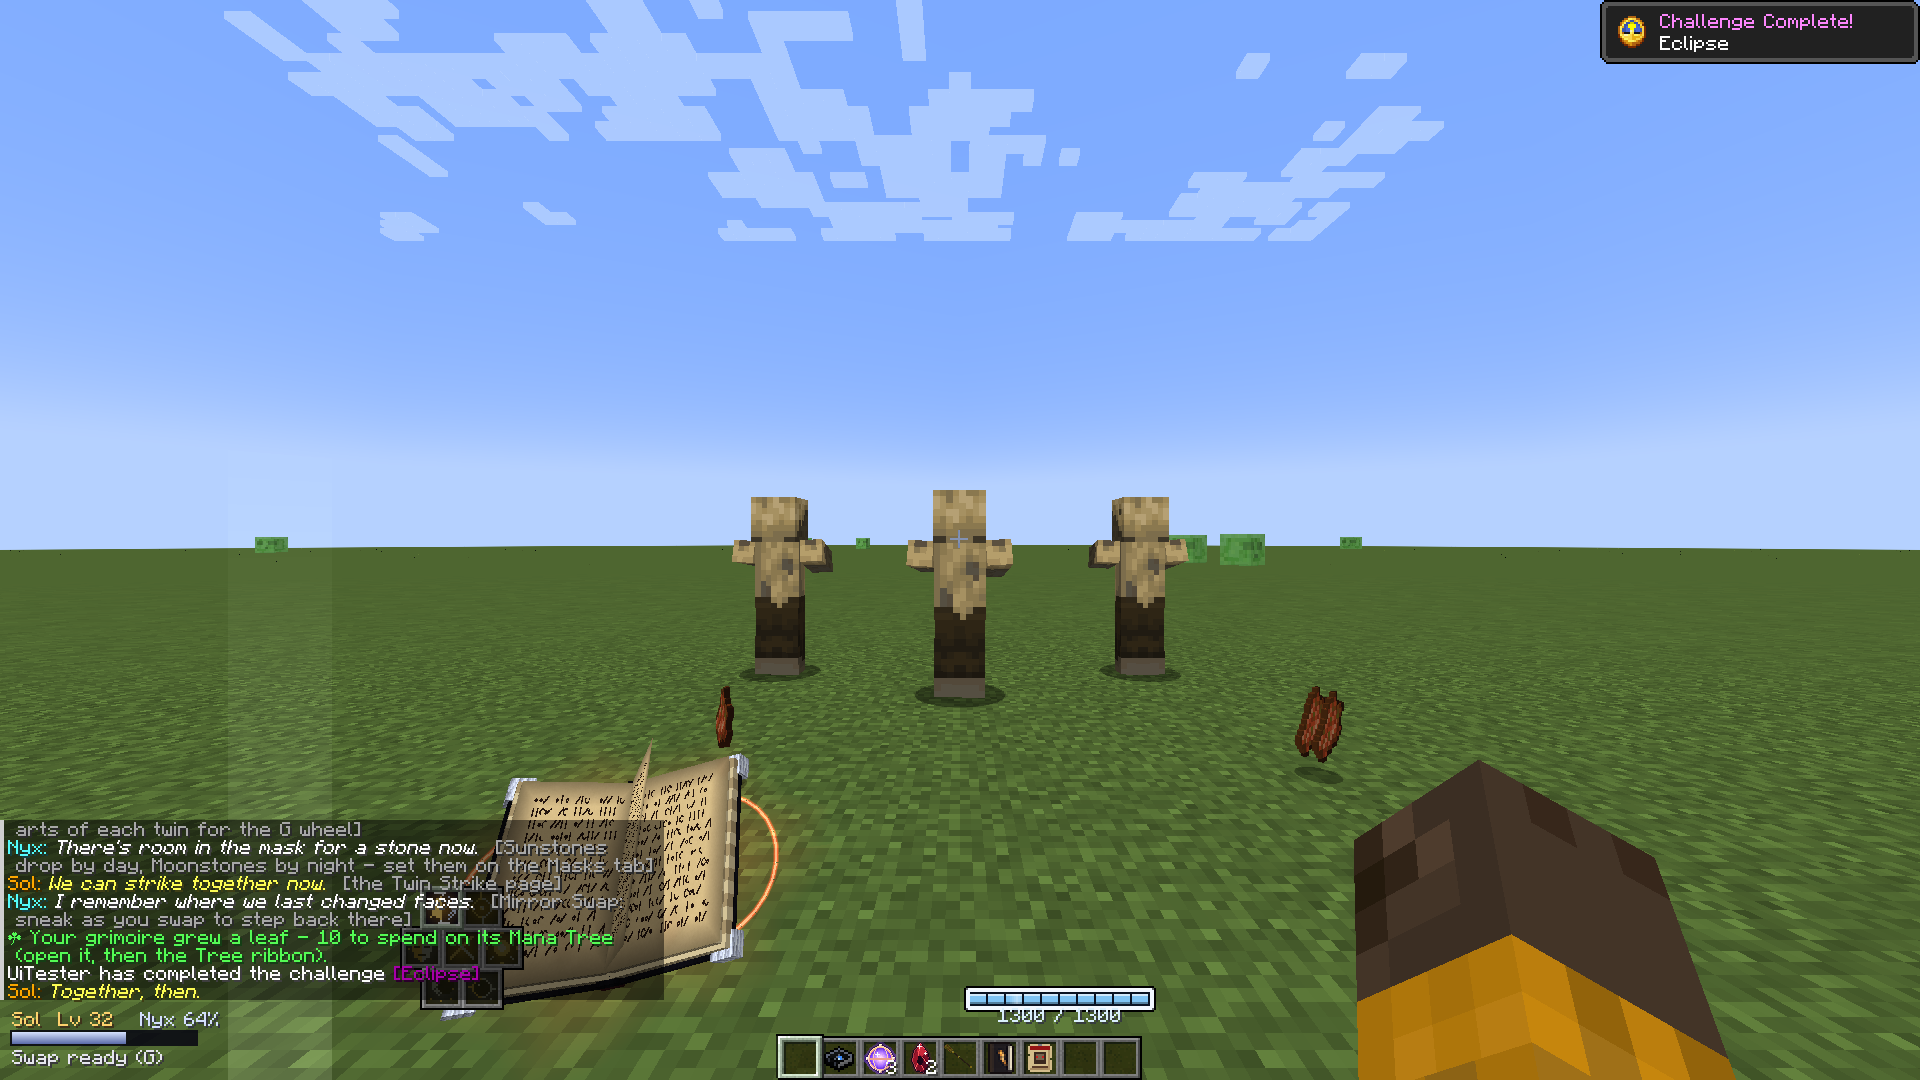 Challenge Complete!
Eclipse
arts of each twin for the G wheel]
Nyx: There's room in the mask for a stone now. [Sunstones
drop by day, Moonstones by night – set them on the Masks tab]
Sol: We can strike together now. [the Twin Strike page]
Nyx: I remember where we last changed faces. [Mirror Swap:
sneak as you swap to step back there]
☘ Your grimoire grew a leaf – 10 to spend on its Mana Tree
(open it, then the Tree ribbon).
UiTester has completed the challenge [Eclipse]
Sol: Together, then.
Sol Lv 32 Nyx 64%
Swap ready (G)
1300 / 1300
3
2